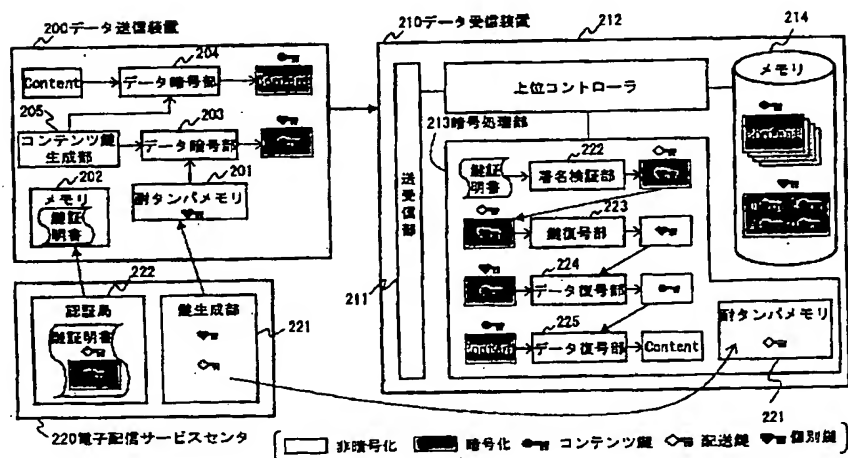 200データ送信装置
204
Content
データ暗号部
Content
205
203
コンテンツ鍵
生成部
データ暗号部
202
201
メモリ
鍵証
明書
耐タンパメモリ
222
認証局
鍵証明書
鍵生成部
221
220電子配信サービスセンタ
210データ受信装置
212
214
上位コントローラ
メモリ
Content
213暗号処理部
送受信部
211
222
鍵証
明書
署名検証部
223
鍵復号部
224
データ復号部
225
Content
データ復号部
Content
耐タンパメモリ
221
非暗号化
暗号化
コンテンツ鍵
配送鍵
個別鍵